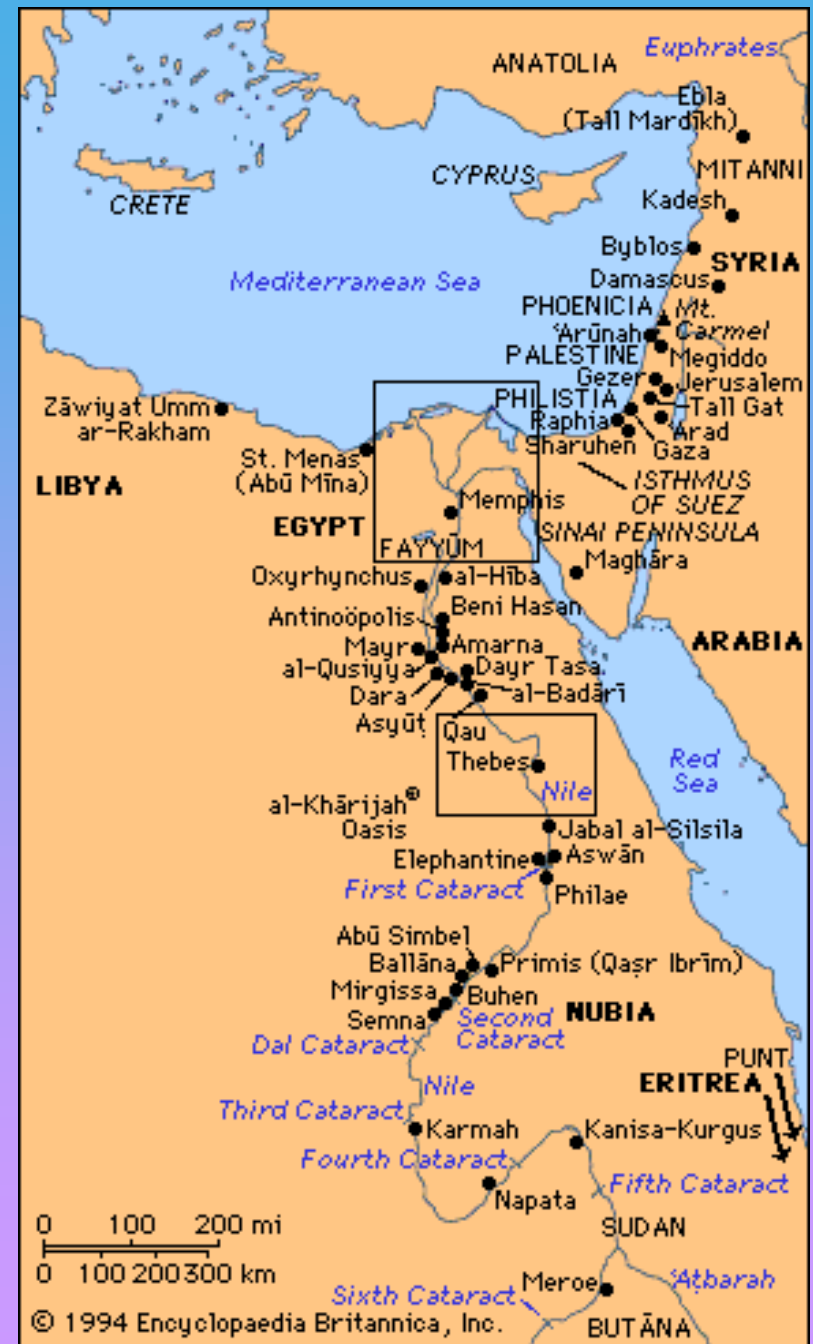 Euphrates
ANATOLIA
Ebla
(Tall Mardīkh)
MITANNI
CYPRUS
CRETE
Kadesh
Byblos
SYRIA
Mediterranean Sea
Damascus
PHOENICIA
Mt.
Carmel
ʻArūnah
PALESTINE
Megiddo
Gezer
Jerusalem
Zāwiyat Umm
ar-Rakham
PHILISTIA
Tall Gat
Raphia
ʻArad
Sharuhen
Gaza
St. Menas
(Abū Mīna)
LIBYA
ISTHMUS
OF SUEZ
Memphis
EGYPT
SINAI PENINSULA
FAYYŪM
Maghāra
Oxyrhynchus
al-Hība
Beni Hasan
Antinoöpolis
Mayr
Amarna
ARABIA
al-Qusiyya
Dayr Tasa
Dara
al-Badārī
Asyūṭ
Qau
Thebes
Red
Sea
Nile
al-Khārijah
Oasis
Jabal al-Silsila
Elephantine
Aswān
First Cataract
Philae
Abū Simbel
Ballāna
Primis (Qaṣr Ibrīm)
Mirgissa
Buhen
Semna
Second
Cataract
NUBIA
Dal Cataract
PUNT
Nile
ERITREA
Third Cataract
Karmah
Kanisa-Kurgus
Fourth Cataract
Napata
Fifth Cataract
0 100 200 mi
SUDAN
0 100 200 300 km
Meroe
ʻAṭbarah
Sixth Cataract
© 1994 Encyclopaedia Britannica, Inc.
BUTĀNA